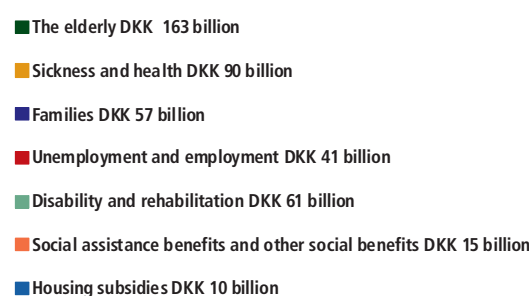 The elderly DKK 163 billion
Sickness and health DKK 90 billion
Families DKK 57 billion
Unemployment and employment DKK 41 billion
Disability and rehabilitation DKK 61 billion
Social assistance benefits and other social benefits DKK 15 billion
Housing subsidies DKK 10 billion